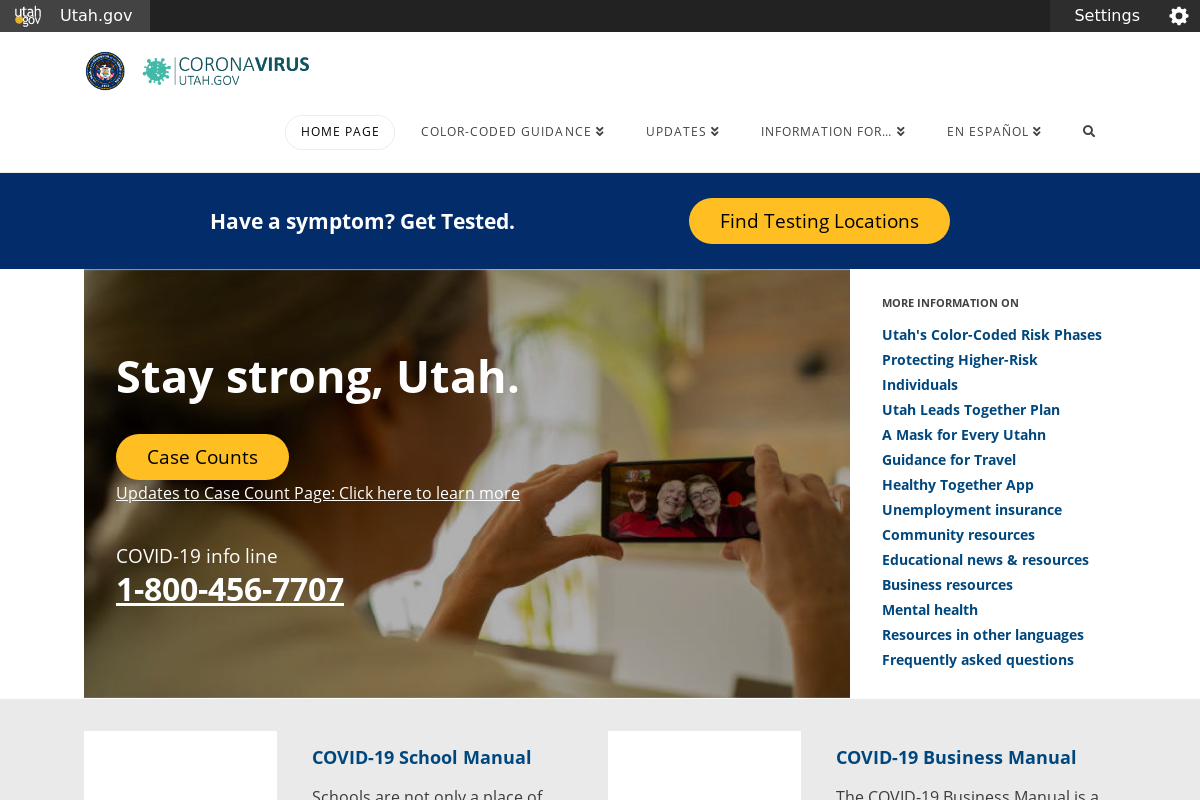 utah
gov
Utah.gov
Settings
CORONAVIRUS
UTAH.GOV
HOME PAGE
COLOR-CODED GUIDANCE
UPDATES
INFORMATION FOR...
EN ESPAÑOL
Have a symptom? Get Tested.
Find Testing Locations
Stay strong, Utah.
Case Counts
Updates to Case Count Page: Click here to learn more
COVID-19 info line
1-800-456-7707
MORE INFORMATION ON
Utah's Color-Coded Risk Phases
Protecting Higher-Risk
Individuals
Utah Leads Together Plan
A Mask for Every Utahn
Guidance for Travel
Healthy Together App
Unemployment insurance
Community resources
Educational news & resources
Business resources
Mental health
Resources in other languages
Frequently asked questions
COVID-19 School Manual
Schools are not only a place of
COVID-19 Business Manual
The COVID-19 Business Manual is a